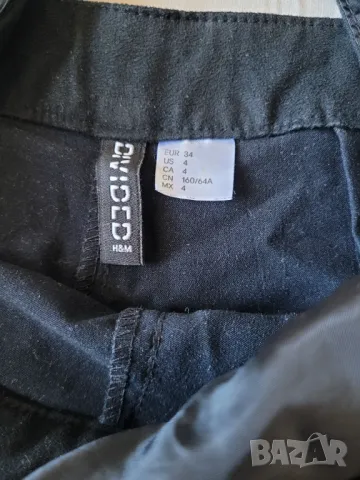 DIVIDED
H&M
EUR 34
US 4
CA 4
CN 160/64A
MX 4
BAZAR